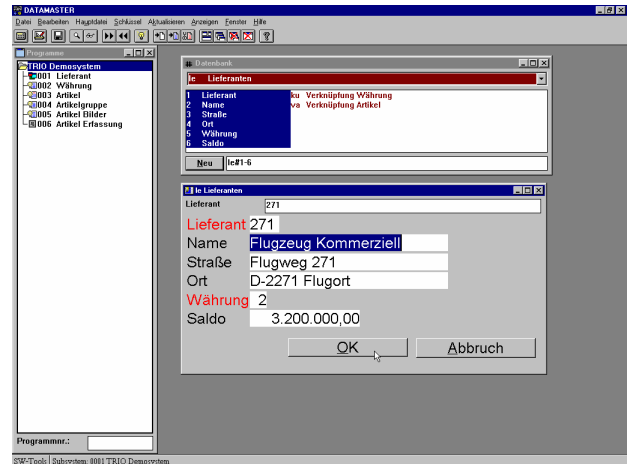 DATAMASTER
Datei Bearbeiten Hauptdatei Schlüssel Aktualisieren Anzeigen Fenster Hilfe
Programme
TRIO Demosystem
001 Lieferant
002 Währung
003 Artikel
004 Artikelgruppe
005 Artikel Bilder
006 Artikel Erfassung
Programmnr.:
Datenbank
le Lieferanten
1 Lieferant ku Verknüpfung Währung
2 Name va Verknüpfung Artikel
3 Straße
4 Ort
5 Währung
6 Saldo
Neu le#1-6
le Lieferanten
Lieferant 271
Lieferant 271
Name Flugzeug Kommerziell
Straße Flugweg 271
Ort D-2271 Flugort
Währung 2
Saldo 3.200.000,00
OK Abbruch
SW-Tools Subsystem: 0001 TRIO Demosystem